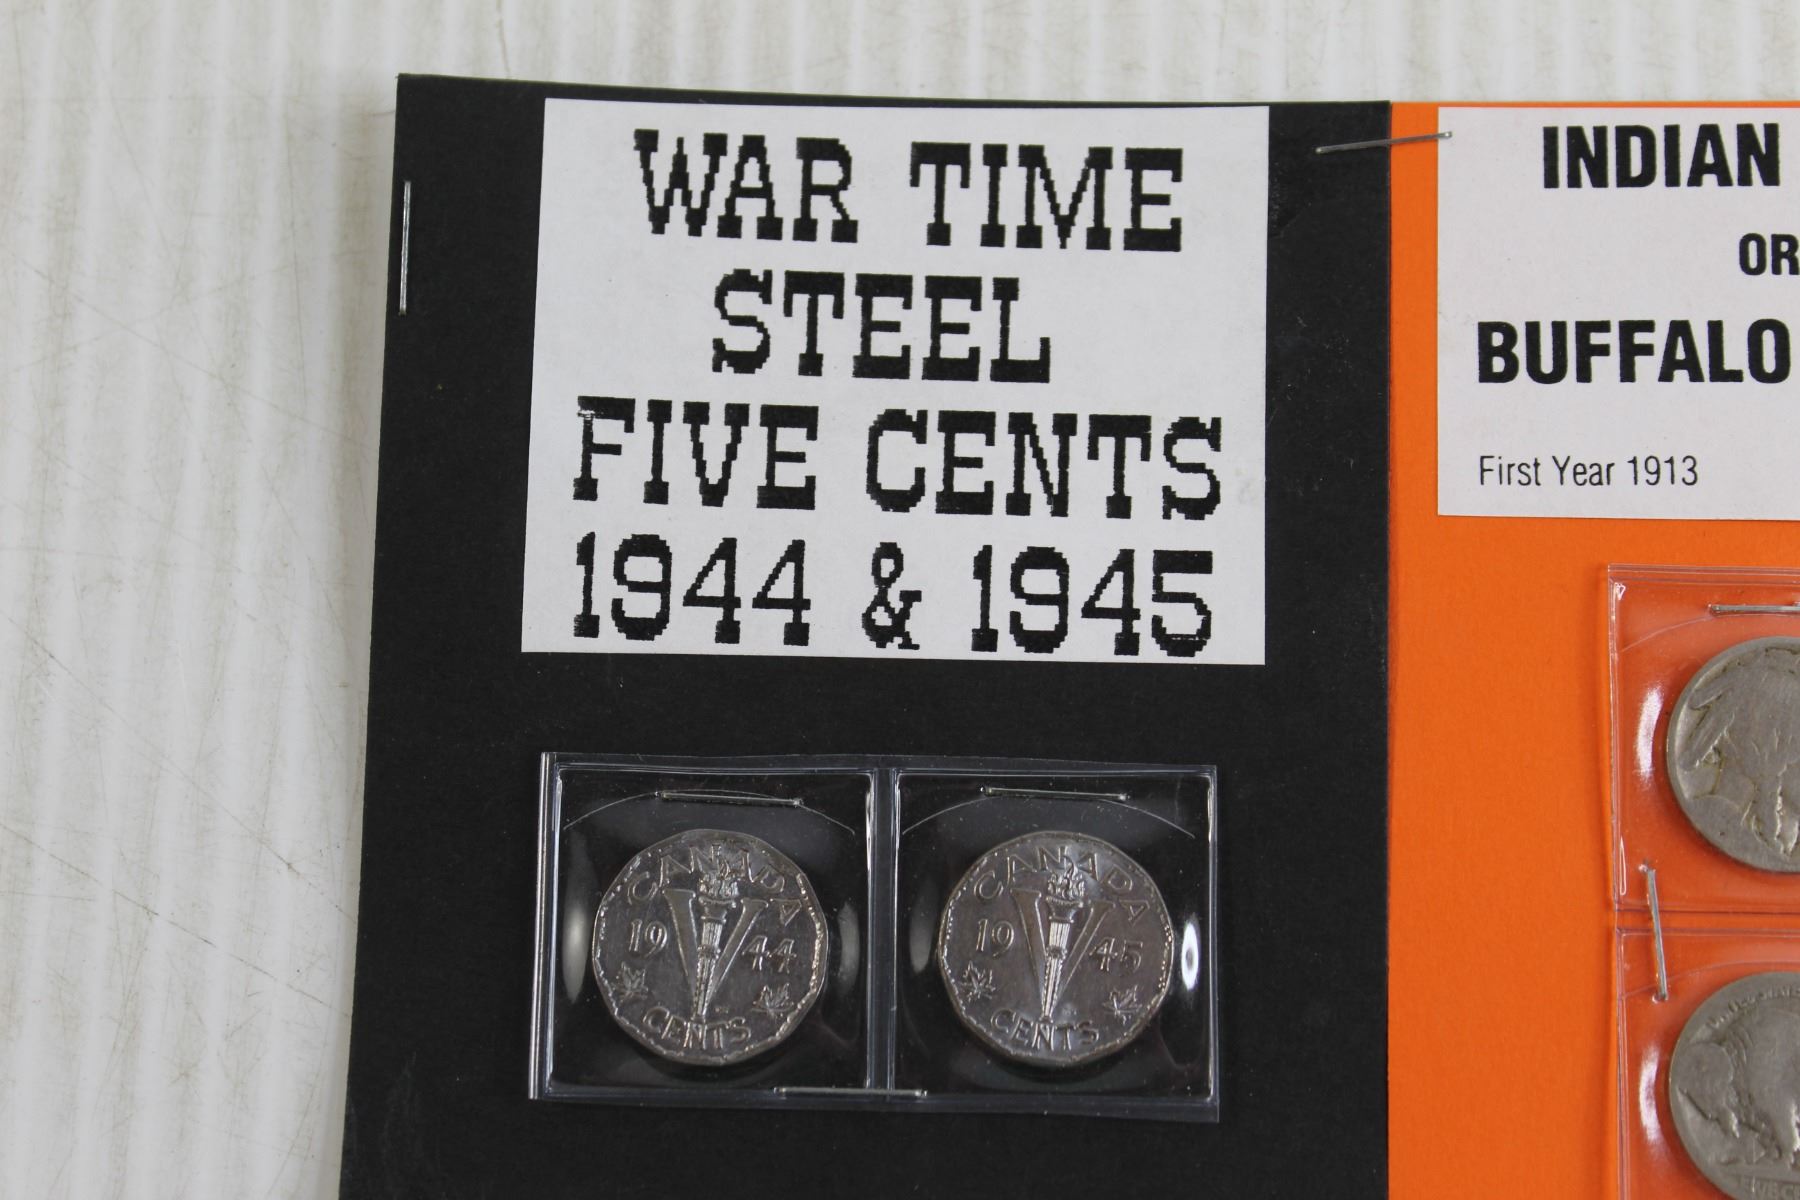 WAR TIME
STEEL
FIVE CENTS
1944 & 1945
CANADA
19 44
CENTS
CANADA
19 45
CENTS
INDIAN
OR
BUFFALO
First Year 1913